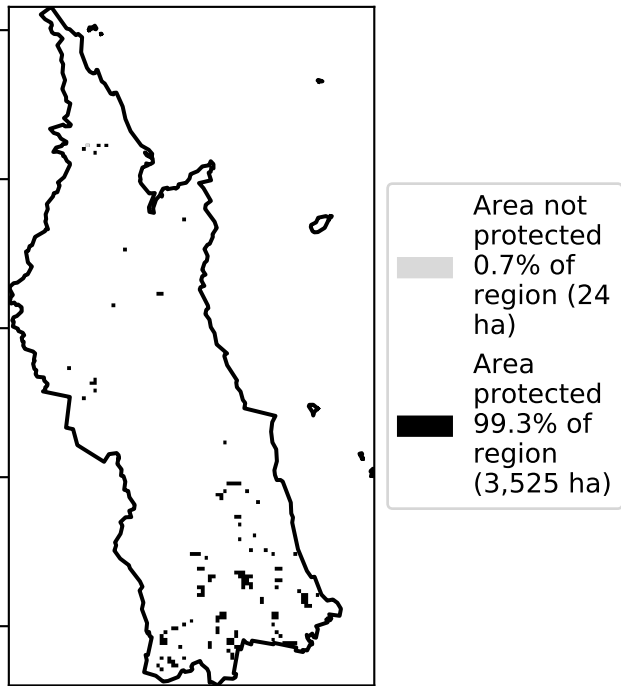 Area not
protected
0.7% of
region (24
ha)
Area
protected
99.3% of
region
(3,525 ha)